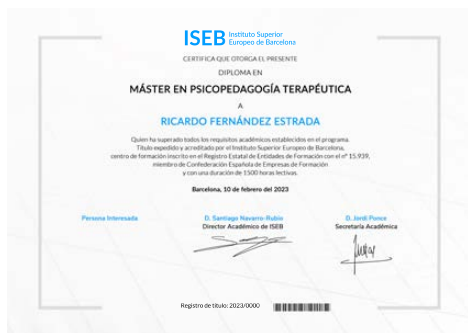 ISEB Instituto Superior
Europeo de Barcelona
CERTIFICA QUE OTORGA EL PRESENTE
DIPLOMA EN
MÁSTER EN PSICOPEDAGOGÍA TERAPÉUTICA
A
RICARDO FERNÁNDEZ ESTRADA
Quien ha superado todos los requisitos académicos establecidos en el programa.
Título expedido y acreditado por el Instituto Superior Europeo de Barcelona,
centro de formación inscrito en el Registro Estatal de Entidades de Formación con el nº 15.939,
miembro de Confederación Española de Empresas de Formación
y con una duración de 1500 horas lectivas.
Barcelona, 10 de febrero del 2023
Persona Interesada
D. Santiago Navarro-Rubio
Director Académico de ISEB
D. Jordi Ponce
Secretaría Académica
Registro de título: 2023/0000